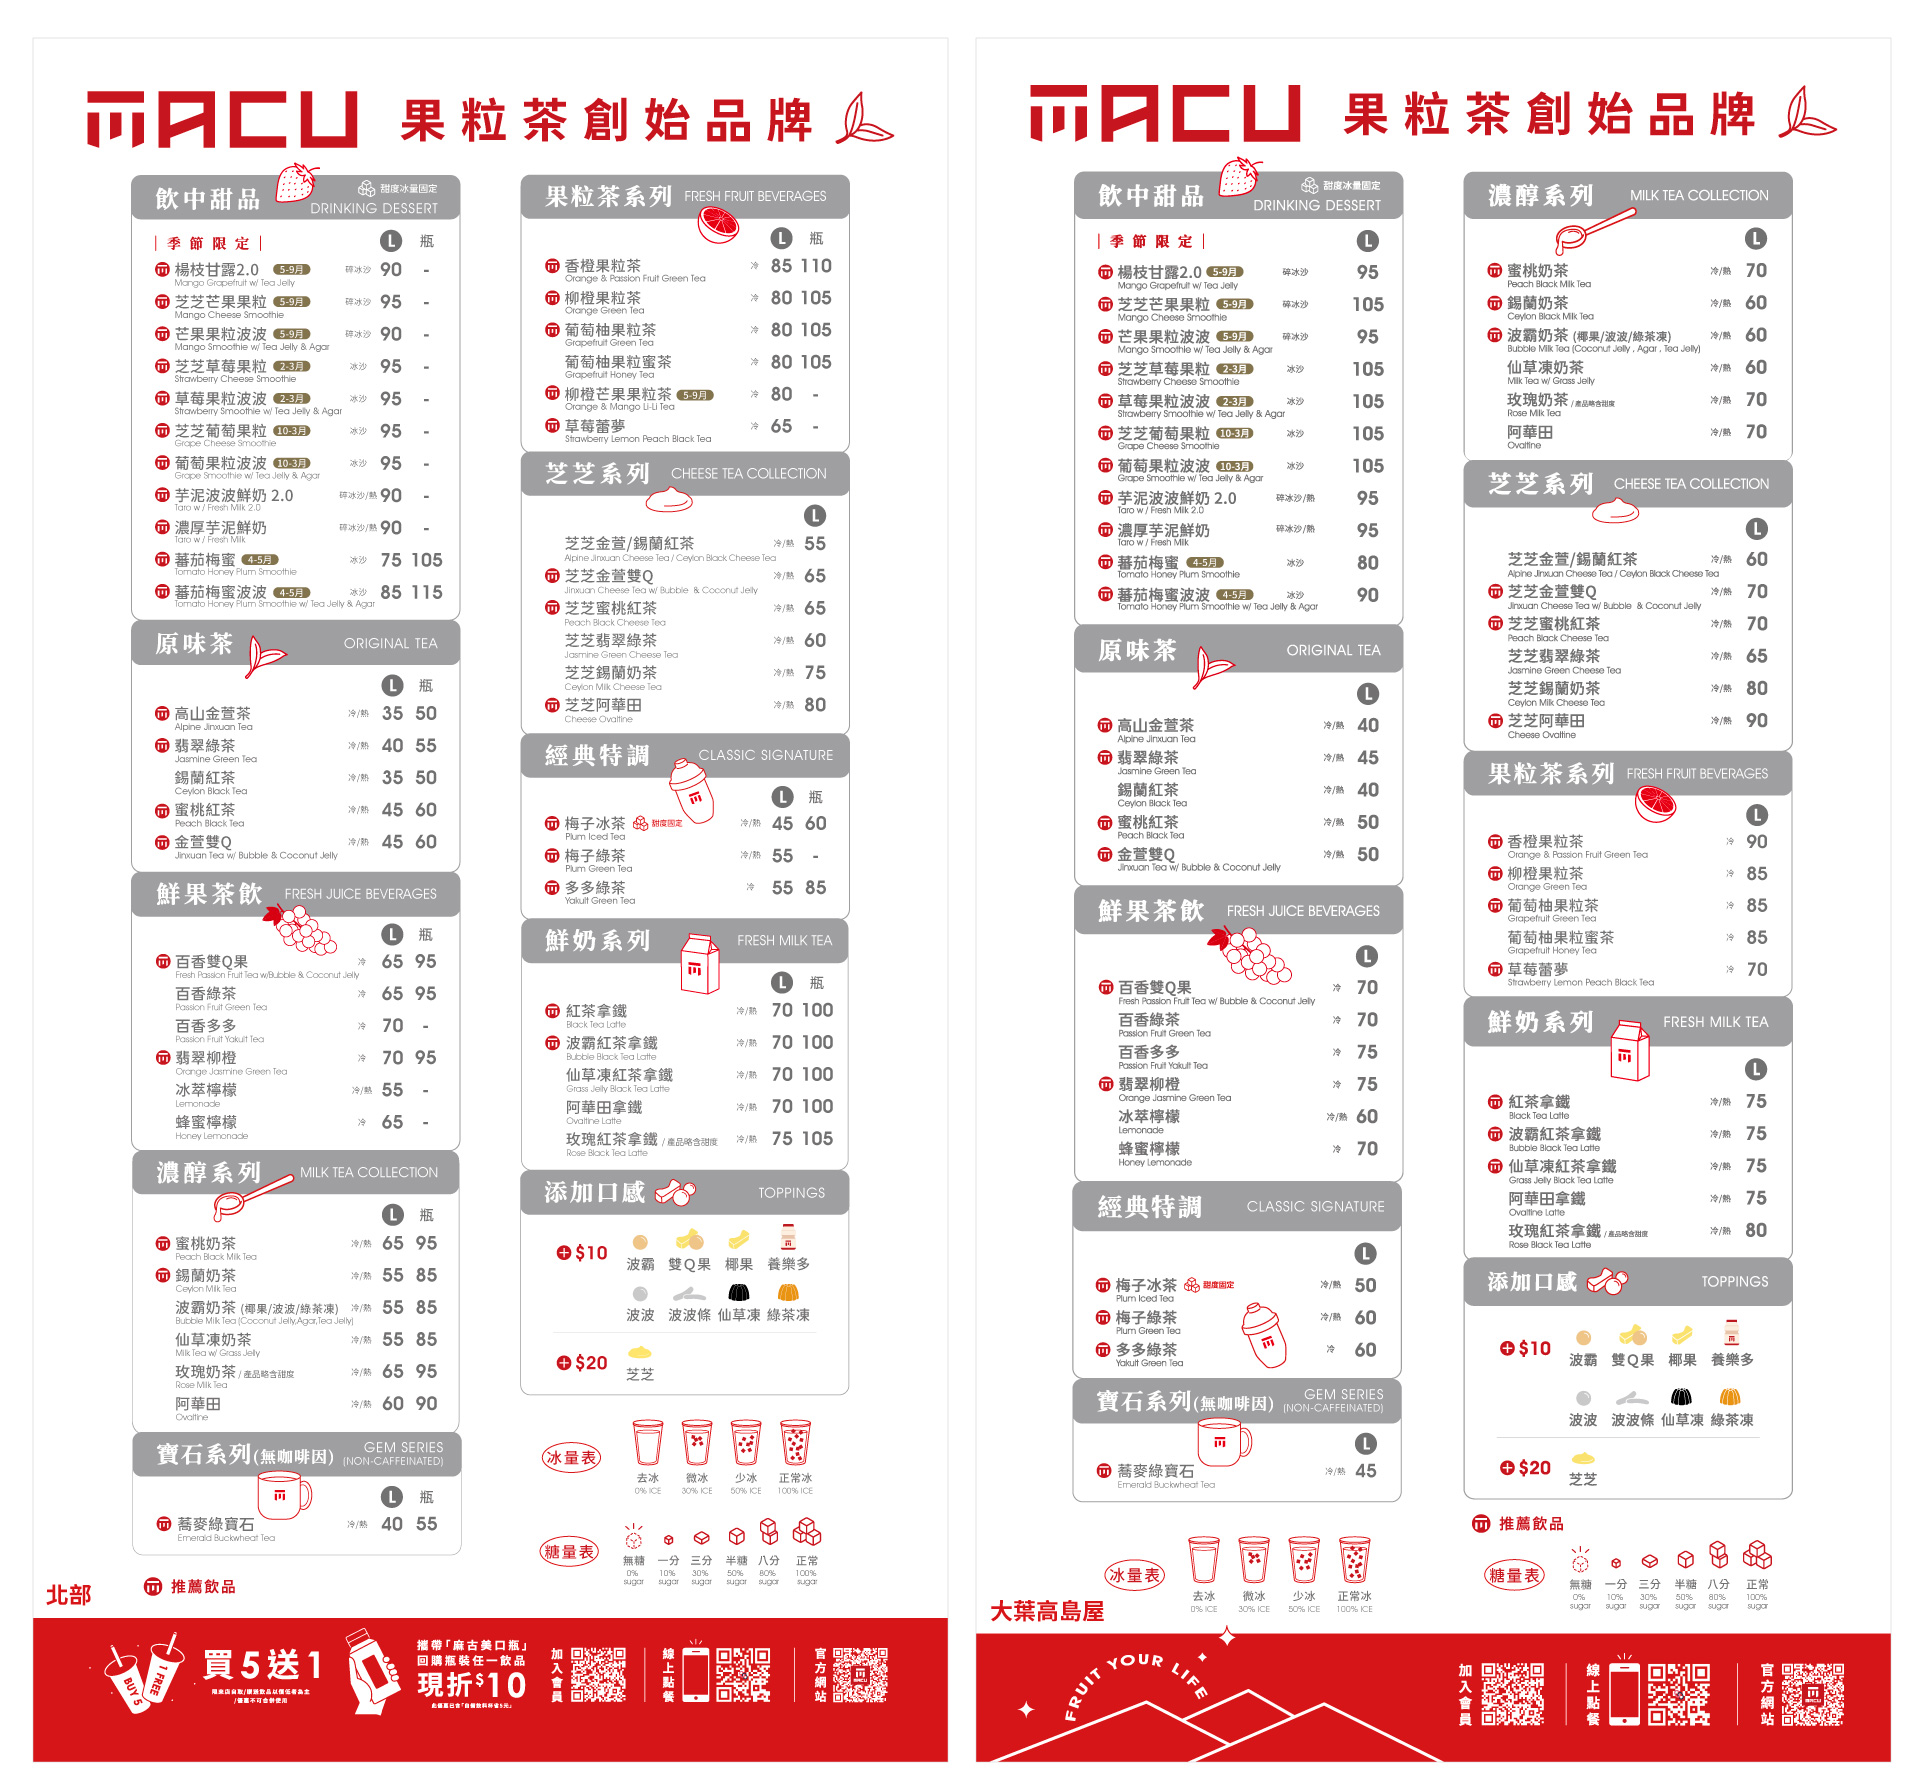 MACU 果粒茶創始品牌
飲中甜品 甜度冰量固定
DRINKING DESSERT
季節限定 L 瓶
楊枝甘露2.0 5-9月 碎冰沙 90 -
Mango Grapefruit w/ Tea Jelly
芝芝芒果果粒 5-9月 碎冰沙 95 -
Mango Cheese Smoothie
芒果果粒波波 5-9月 碎冰沙 90 -
Mango Smoothie w/ Tea Jelly & Agar
芝芝草莓果粒 2-3月 冰沙 95 -
Strawberry Cheese Smoothie
草莓果粒波波 2-3月 冰沙 95 -
Strawberry Smoothie w/ Tea Jelly & Agar
芝芝葡萄果粒 10-3月 冰沙 95 -
Grape Cheese Smoothie
葡萄果粒波波 10-3月 冰沙 95 -
Grape Smoothie w/ Tea Jelly & Agar
芋泥波波鮮奶 2.0 碎冰沙/熱 90 -
Taro w / Fresh Milk 2.0
濃厚芋泥鮮奶 碎冰沙/熱 90 -
Taro w / Fresh Milk
蕃茄梅蜜 4-5月 冰沙 75 105
Tomato Honey Plum Smoothie
蕃茄梅蜜波波 4-5月 冰沙 85 115
Tomato Honey Plum Smoothie w/ Tea Jelly & Agar
原味茶 ORIGINAL TEA
L 瓶
高山金萱茶 冷/熱 35 50
Alpine Jinxuan Tea
翡翠綠茶 冷/熱 40 55
Jasmine Green Tea
錫蘭紅茶 冷/熱 35 50
Ceylon Black Tea
蜜桃紅茶 冷/熱 45 60
Peach Black Tea
金萱雙Q 冷/熱 45 60
Jinxuan Tea w/ Bubble & Coconut Jelly
鮮果茶飲 FRESH JUICE BEVERAGES
L 瓶
百香雙Q果 冷 65 95
Fresh Passion Fruit Tea w/Bubble & Coconut Jelly
百香綠茶 冷 65 95
Passion Fruit Green Tea
百香多多 冷 70 -
Passion Fruit Yakult Tea
翡翠柳橙 冷 70 95
Orange Jasmine Green Tea
冰萃檸檬 冷/熱 55 -
Lemonade
蜂蜜檸檬 冷 65 -
Honey Lemonade
濃醇系列 MILK TEA COLLECTION
L 瓶
蜜桃奶茶 冷/熱 65 95
Peach Black Milk Tea
錫蘭奶茶 冷/熱 55 85
Ceylon Milk Tea
波霸奶茶 (椰果/波波/綠茶凍) 冷/熱 55 85
Bubble Milk Tea (Coconut Jelly,Agar,Tea Jelly)
仙草凍奶茶 冷/熱 55 85
Milk Tea w/ Grass Jelly
玫瑰奶茶 / 產品略含甜度 冷/熱 65 95
Rose Milk Tea
阿華田 冷/熱 60 90
Ovaltine
寶石系列(無咖啡因) GEM SERIES
(NON-CAFFEINATED)
L 瓶
蕎麥綠寶石 冷/熱 40 55
Emerald Buckwheat Tea
推薦飲品
北部
果粒茶系列 FRESH FRUIT BEVERAGES
L 瓶
香橙果粒茶 冷 85 110
Orange & Passion Fruit Green Tea
柳橙果粒茶 冷 80 105
Orange Green Tea
葡萄柚果粒茶 冷 80 105
Grapefruit Green Tea
葡萄柚果粒蜜茶 冷 80 105
Grapefruit Honey Tea
柳橙芒果果粒茶 5-9月 冷 80 -
Orange & Mango Li-Li Tea
草莓蕾夢 冷 65 -
Strawberry Lemon Peach Black Tea
芝芝系列 CHEESE TEA COLLECTION
L
芝芝金萱/錫蘭紅茶 冷/熱 55
Alpine Jinxuan Cheese Tea / Ceylon Black Cheese Tea
芝芝金萱雙Q 冷/熱 65
Jinxuan Cheese Tea w/ Bubble & Coconut Jelly
芝芝蜜桃紅茶 冷/熱 65
Peach Black Cheese Tea
芝芝翡翠綠茶 冷/熱 60
Jasmine Green Cheese Tea
芝芝錫蘭奶茶 冷/熱 75
Ceylon Milk Cheese Tea
芝芝阿華田 冷/熱 80
Cheese Ovaltine
經典特調 CLASSIC SIGNATURE
L 瓶
梅子冰茶 甜度固定 冷/熱 45 60
Plum Iced Tea
梅子綠茶 冷/熱 55 -
Plum Green Tea
多多綠茶 冷 55 85
Yakult Green Tea
鮮奶系列 FRESH MILK TEA
L 瓶
紅茶拿鐵 冷/熱 70 100
Black Tea Latte
波霸紅茶拿鐵 冷/熱 70 100
Bubble Black Tea Latte
仙草凍紅茶拿鐵 冷/熱 70 100
Grass Jelly Black Tea Latte
阿華田拿鐵 冷/熱 70 100
Ovaltine Latte
玫瑰紅茶拿鐵 / 產品略含甜度 冷/熱 75 105
Rose Black Tea Latte
添加口感 TOPPINGS
+$10 波霸 雙Q果 椰果 養樂多
波波 波波條 仙草凍 綠茶凍
+$20 芝芝
冰量表 去冰 微冰 少冰 正常冰
0% ICE 30% ICE 50% ICE 100% ICE
糖量表 無糖 一分 三分 半糖 八分 正常
0% 10% 30% 50% 80% 100%
sugar sugar sugar sugar sugar sugar
BUY 5 1 FREE
買5送1
限來店自取/贈送飲品以價低者為主
/優惠不可合併使用
攜帶「麻古美口瓶」
回購瓶裝任一飲品
現折$10
加入會員
線上點餐
官方網站
MACU 果粒茶創始品牌
飲中甜品 甜度冰量固定
DRINKING DESSERT
季節限定 L
楊枝甘露2.0 5-9月 碎冰沙 95
Mango Grapefruit w/ Tea Jelly
芝芝芒果果粒 5-9月 碎冰沙 105
Mango Cheese Smoothie
芒果果粒波波 5-9月 碎冰沙 95
Mango Smoothie w/ Tea Jelly & Agar
芝芝草莓果粒 2-3月 冰沙 105
Strawberry Cheese Smoothie
草莓果粒波波 2-3月 冰沙 105
Strawberry Smoothie w/ Tea Jelly & Agar
芝芝葡萄果粒 10-3月 冰沙 105
Grape Cheese Smoothie
葡萄果粒波波 10-3月 冰沙 105
Grape Smoothie w/ Tea Jelly & Agar
芋泥波波鮮奶 2.0 碎冰沙/熱 95
Taro w / Fresh Milk 2.0
濃厚芋泥鮮奶 碎冰沙/熱 95
Taro w / Fresh Milk
蕃茄梅蜜 4-5月 冰沙 80
Tomato Honey Plum Smoothie
蕃茄梅蜜波波 4-5月 冰沙 90
Tomato Honey Plum Smoothie w/ Tea Jelly & Agar
原味茶 ORIGINAL TEA
L
高山金萱茶 冷/熱 40
Alpine Jinxuan Tea
翡翠綠茶 冷/熱 45
Jasmine Green Tea
錫蘭紅茶 冷/熱 40
Ceylon Black Tea
蜜桃紅茶 冷/熱 50
Peach Black Tea
金萱雙Q 冷/熱 50
Jinxuan Tea w/ Bubble & Coconut Jelly
鮮果茶飲 FRESH JUICE BEVERAGES
L
百香雙Q果 冷 70
Fresh Passion Fruit Tea w/ Bubble & Coconut Jelly
百香綠茶 冷 70
Passion Fruit Green Tea
百香多多 冷 75
Passion Fruit Yakult Tea
翡翠柳橙 冷 75
Orange Jasmine Green Tea
冰萃檸檬 冷/熱 60
Lemonade
蜂蜜檸檬 冷 70
Honey Lemonade
經典特調 CLASSIC SIGNATURE
L
梅子冰茶 甜度固定 冷/熱 50
Plum Iced Tea
梅子綠茶 冷/熱 60
Plum Green Tea
多多綠茶 冷 60
Yakult Green Tea
寶石系列(無咖啡因) GEM SERIES
(NON-CAFFEINATED)
L
蕎麥綠寶石 冷/熱 45
Emerald Buckwheat Tea
冰量表 去冰 微冰 少冰 正常冰
0% ICE 30% ICE 50% ICE 100% ICE
大葉高島屋
濃醇系列 MILK TEA COLLECTION
L
蜜桃奶茶 冷/熱 70
Peach Black Milk Tea
錫蘭奶茶 冷/熱 60
Ceylon Black Milk Tea
波霸奶茶 (椰果/波波/綠茶凍) 冷/熱 60
Bubble Milk Tea (Coconut Jelly , Agar , Tea Jelly)
仙草凍奶茶 冷/熱 60
Milk Tea w/ Grass Jelly
玫瑰奶茶 / 產品略含甜度 冷/熱 70
Rose Milk Tea
阿華田 冷/熱 70
Ovaltine
芝芝系列 CHEESE TEA COLLECTION
L
芝芝金萱/錫蘭紅茶 冷/熱 60
Alpine Jinxuan Cheese Tea / Ceylon Black Cheese Tea
芝芝金萱雙Q 冷/熱 70
Jinxuan Cheese Tea w/ Bubble & Coconut Jelly
芝芝蜜桃紅茶 冷/熱 70
Peach Black Cheese Tea
芝芝翡翠綠茶 冷/熱 65
Jasmine Green Cheese Tea
芝芝錫蘭奶茶 冷/熱 80
Ceylon Milk Cheese Tea
芝芝阿華田 冷/熱 90
Cheese Ovaltine
果粒茶系列 FRESH FRUIT BEVERAGES
L
香橙果粒茶 冷 90
Orange & Passion Fruit Green Tea
柳橙果粒茶 冷 85
Orange Green Tea
葡萄柚果粒茶 冷 85
Grapefruit Green Tea
葡萄柚果粒蜜茶 冷 85
Grapefruit Honey Tea
草莓蕾夢 冷 70
Strawberry Lemon Peach Black Tea
鮮奶系列 FRESH MILK TEA
L
紅茶拿鐵 冷/熱 75
Black Tea Latte
波霸紅茶拿鐵 冷/熱 75
Bubble Black Tea Latte
仙草凍紅茶拿鐵 冷/熱 75
Grass Jelly Black Tea Latte
阿華田拿鐵 冷/熱 75
Ovaltine Latte
玫瑰紅茶拿鐵 / 產品略含甜度 冷/熱 80
Rose Black Tea Latte
添加口感 TOPPINGS
+$10 波霸 雙Q果 椰果 養樂多
波波 波波條 仙草凍 綠茶凍
+$20 芝芝
推薦飲品
糖量表 無糖 一分 三分 半糖 八分 正常
0% 10% 30% 50% 80% 100%
sugar sugar sugar sugar sugar sugar
FRUIT YOUR LIFE
加入會員
線上點餐
官方網站